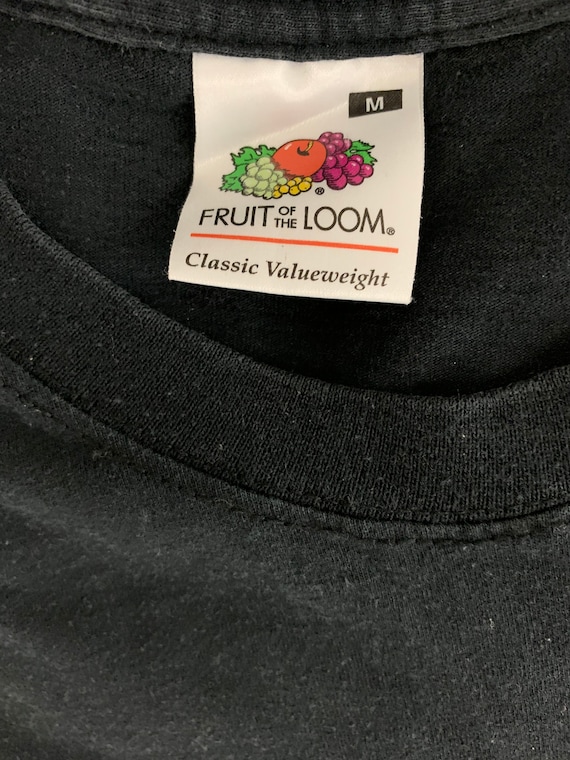 M
®
FRUIT OF THE LOOM®
Classic Valueweight